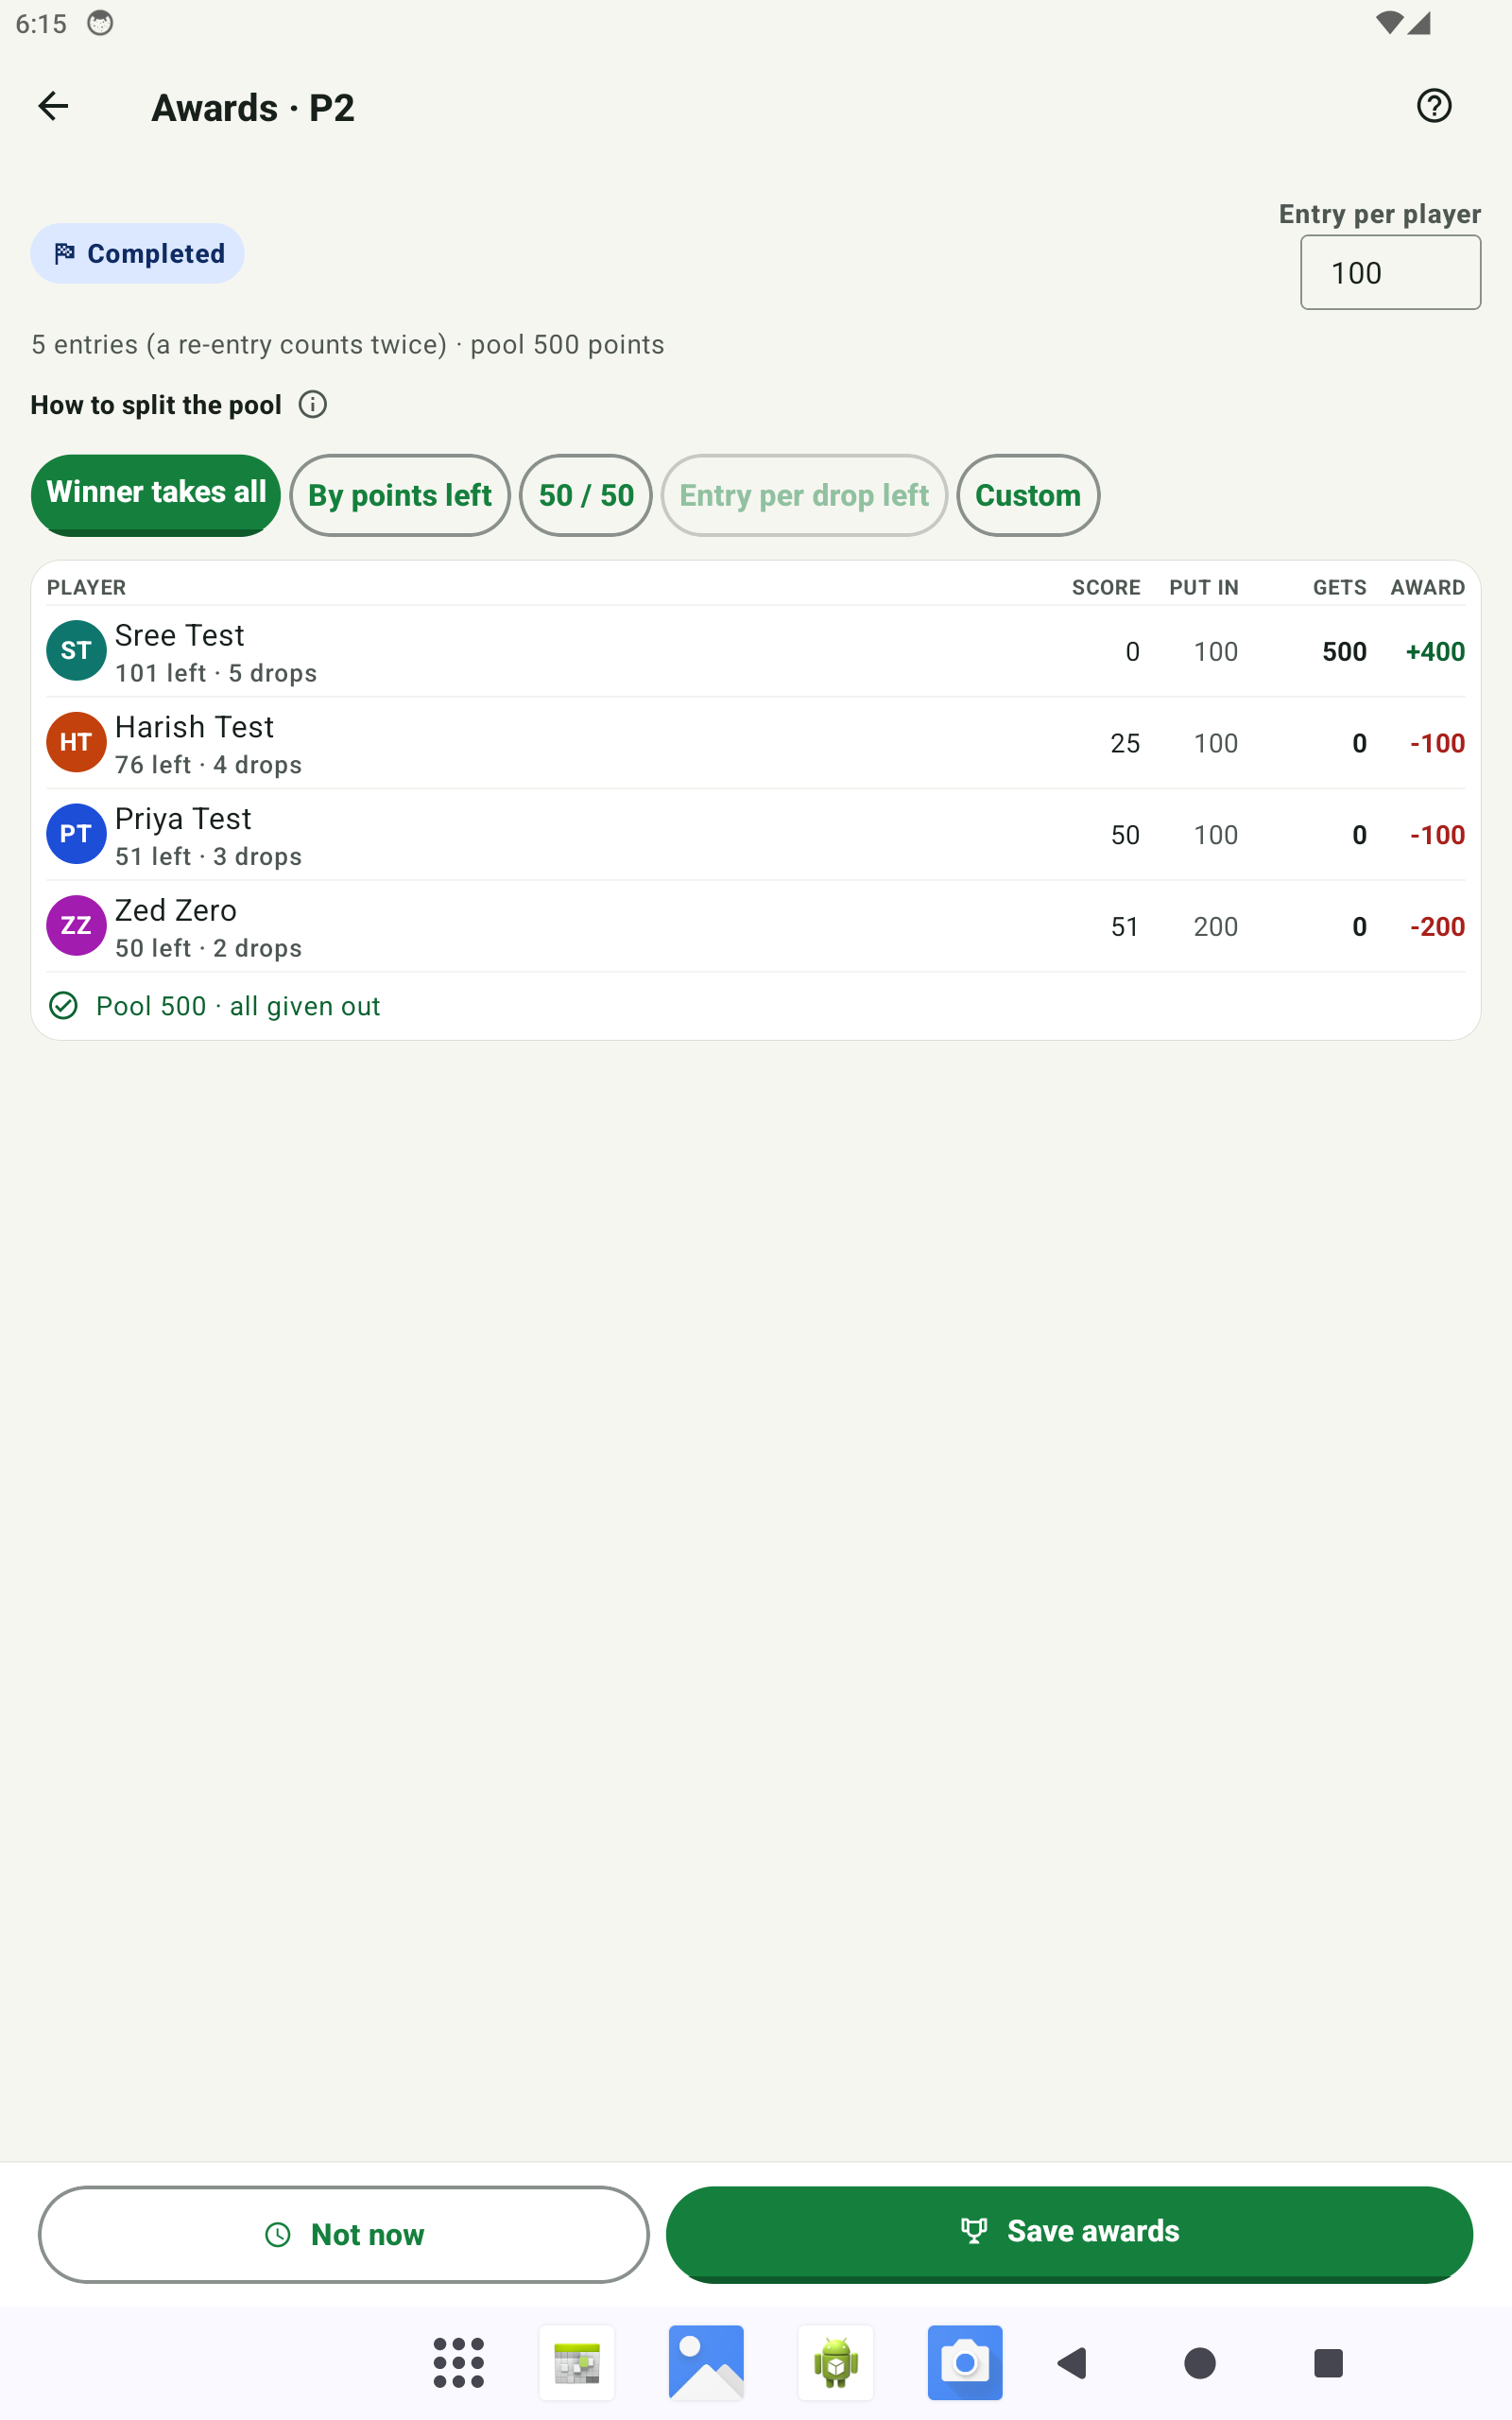 6:15
Awards · P2
Entry per player
Completed
100
5 entries (a re-entry counts twice) · pool 500 points
How to split the pool
Winner takes all
By points left
50 / 50
Entry per drop left
Custom
PLAYER SCORE PUT IN GETS AWARD
ST Sree Test 0 100 500 +400
101 left · 5 drops
HT Harish Test 25 100 0 -100
76 left · 4 drops
PT Priya Test 50 100 0 -100
51 left · 3 drops
ZZ Zed Zero 51 200 0 -200
50 left · 2 drops
Pool 500 · all given out
Not now
Save awards